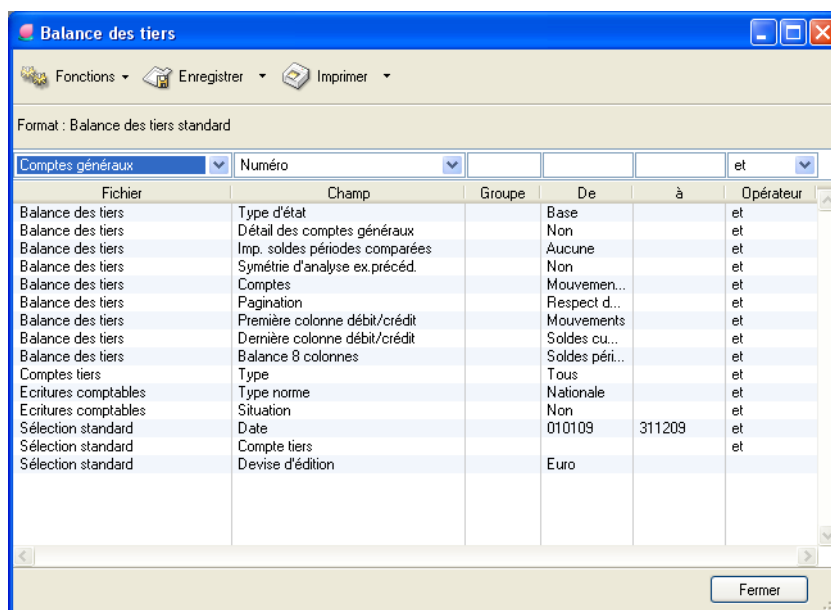 Balance des tiers
Fonctions Enregistrer Imprimer
Format : Balance des tiers standard
Comptes généraux Numéro et
Fichier Champ Groupe De à Opérateur
Balance des tiers Type d'état Base et
Balance des tiers Détail des comptes généraux Non et
Balance des tiers Imp. soldes périodes comparées Aucune et
Balance des tiers Symétrie d'analyse ex.précéd. Non et
Balance des tiers Comptes Mouvemen... et
Balance des tiers Pagination Respect d... et
Balance des tiers Première colonne débit/crédit Mouvements et
Balance des tiers Dernière colonne débit/crédit Soldes cu... et
Balance des tiers Balance 8 colonnes Soldes péri... et
Comptes tiers Type Tous et
Ecritures comptables Type norme Nationale et
Ecritures comptables Situation Non et
Sélection standard Date 010109 311209 et
Sélection standard Compte tiers et
Sélection standard Devise d'édition Euro
Fermer